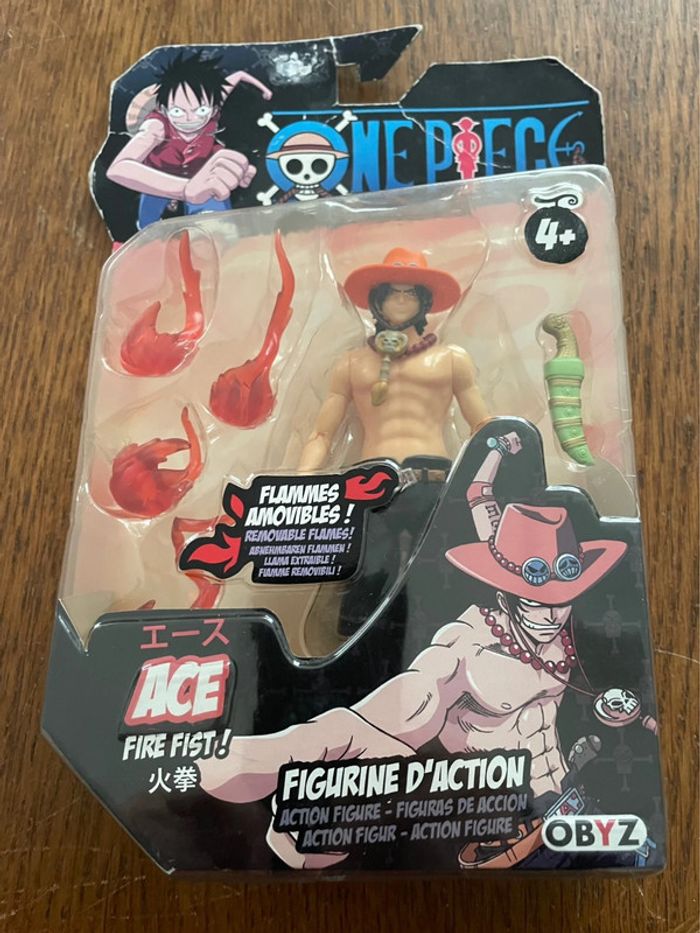 ONE PIECE
4+
FLAMMES
AMOVIBLES !
REMOVABLE FLAMES!
ABNEHMBAREN FLAMMEN !
LLAMA EXTRAIBLE !
FIAMME REMOVIBILI !
エース
ACE
FIRE FIST!
火拳
FIGURINE D'ACTION
ACTION FIGURE - FIGURAS DE ACCION
ACTION FIGUR - ACTION FIGURE
OBYZ